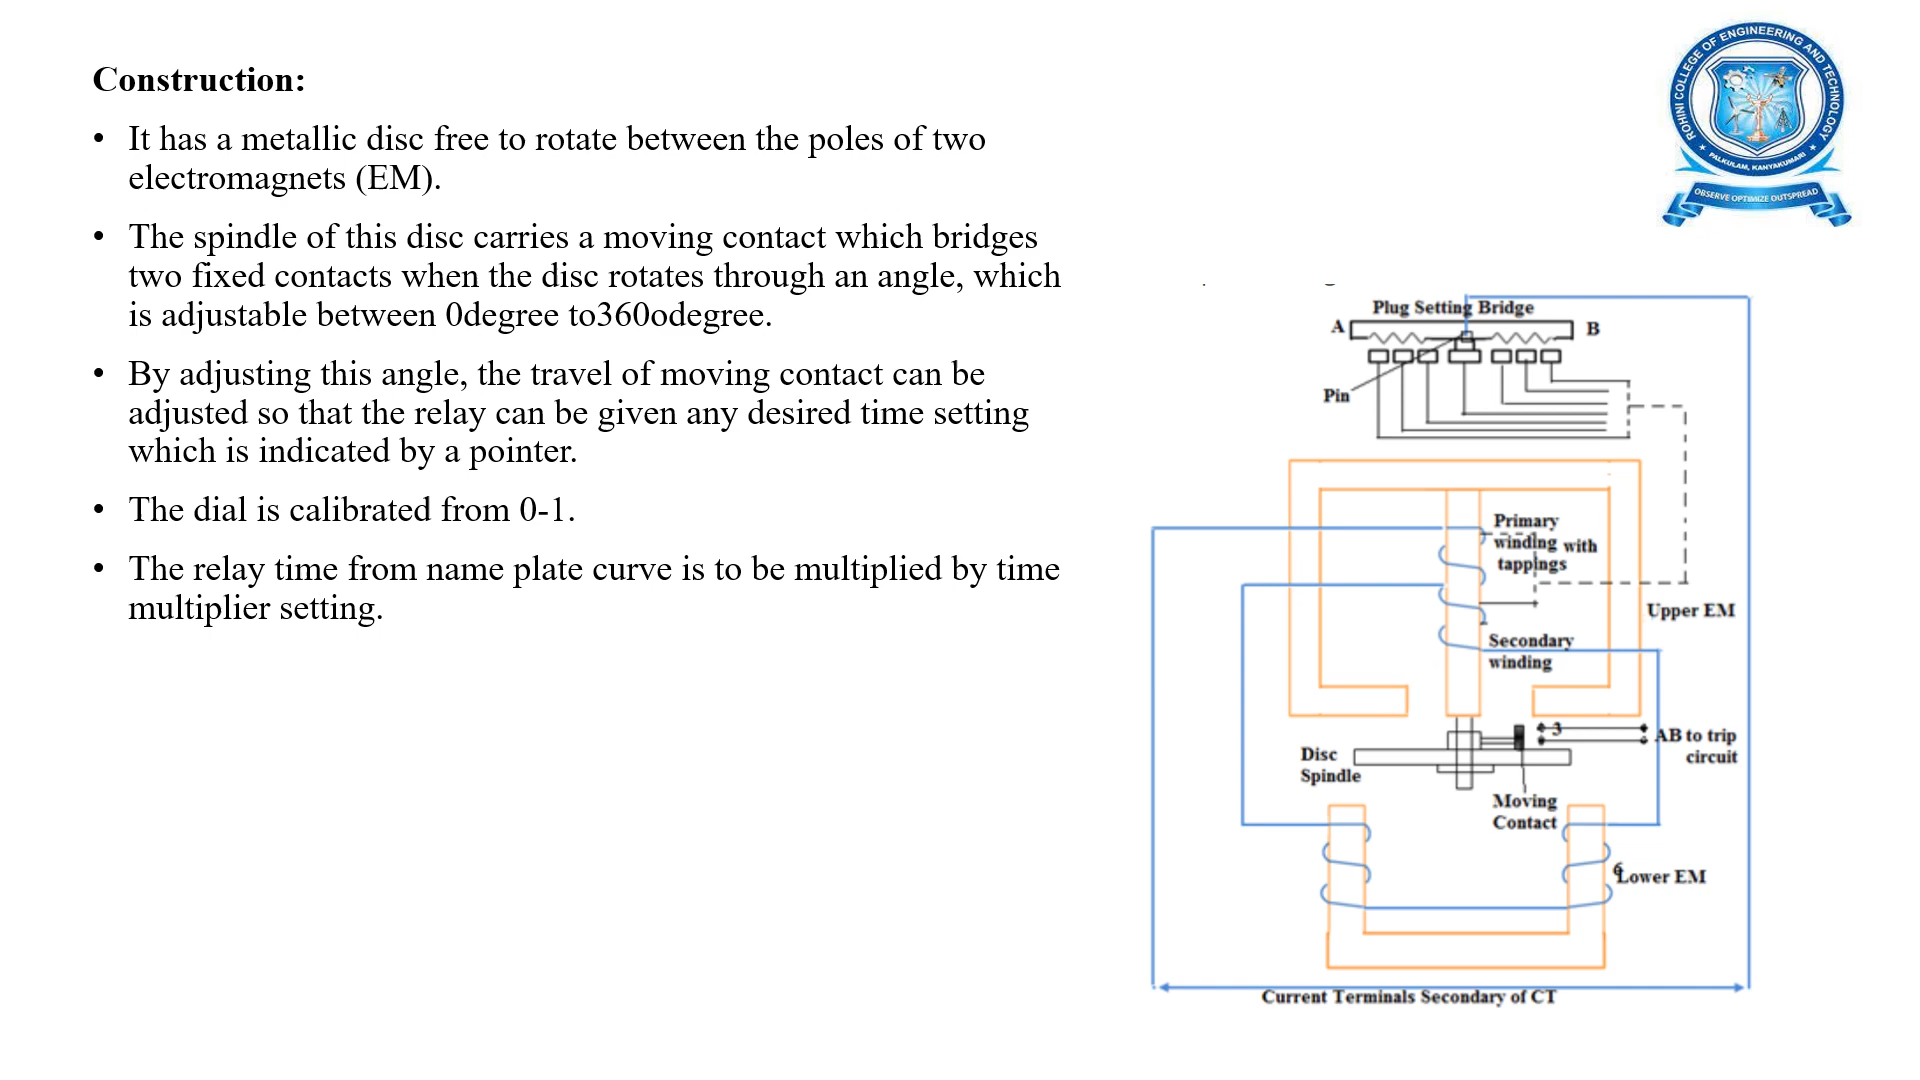 Construction:
• It has a metallic disc free to rotate between the poles of two
electromagnets (EM).
• The spindle of this disc carries a moving contact which bridges
two fixed contacts when the disc rotates through an angle, which
is adjustable between 0degree to360odegree.
• By adjusting this angle, the travel of moving contact can be
adjusted so that the relay can be given any desired time setting
which is indicated by a pointer.
• The dial is calibrated from 0-1.
• The relay time from name plate curve is to be multiplied by time
multiplier setting.
ROHINI COLLEGE OF ENGINEERING AND TECHNOLOGY
PALKULAM, KANYAKUMARI
OBSERVE OPTIMIZE OUTSPREAD
Plug Setting Bridge
A B
Pin
Primary
winding with
tappings
Upper EM
Secondary
winding
3
AB to trip
circuit
Disc
Spindle
Moving
Contact
6
Lower EM
Current Terminals Secondary of CT